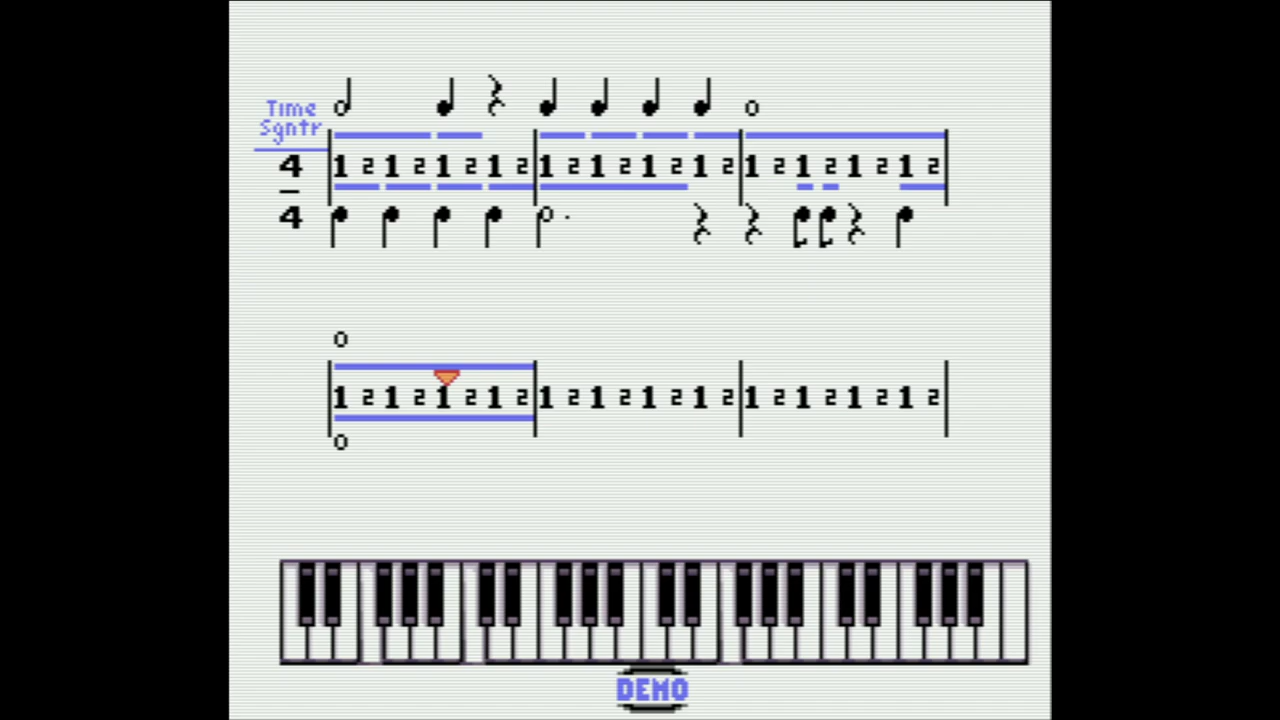 Time
Sgntr
4 1 2 1 2 1 2 1 2 1 2 1 2 1 2 1 2 1 2 1 2 1 2 1 2
4
1 2 1 2 1 2 1 2 1 2 1 2 1 2 1 2 1 2 1 2 1 2 1 2
DEMO